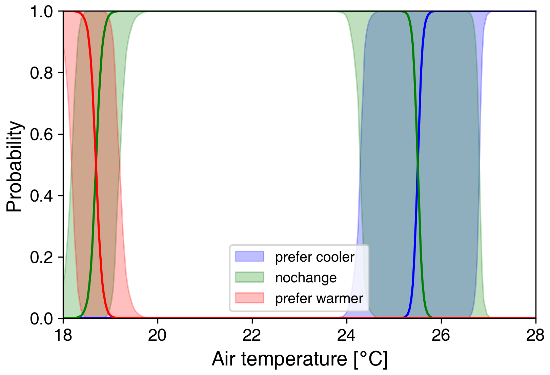 1.0
0.8
0.6
0.4
0.2
0.0
Probability
prefer cooler
nochange
prefer warmer
18 20 22 24 26 28
Air temperature [°C]